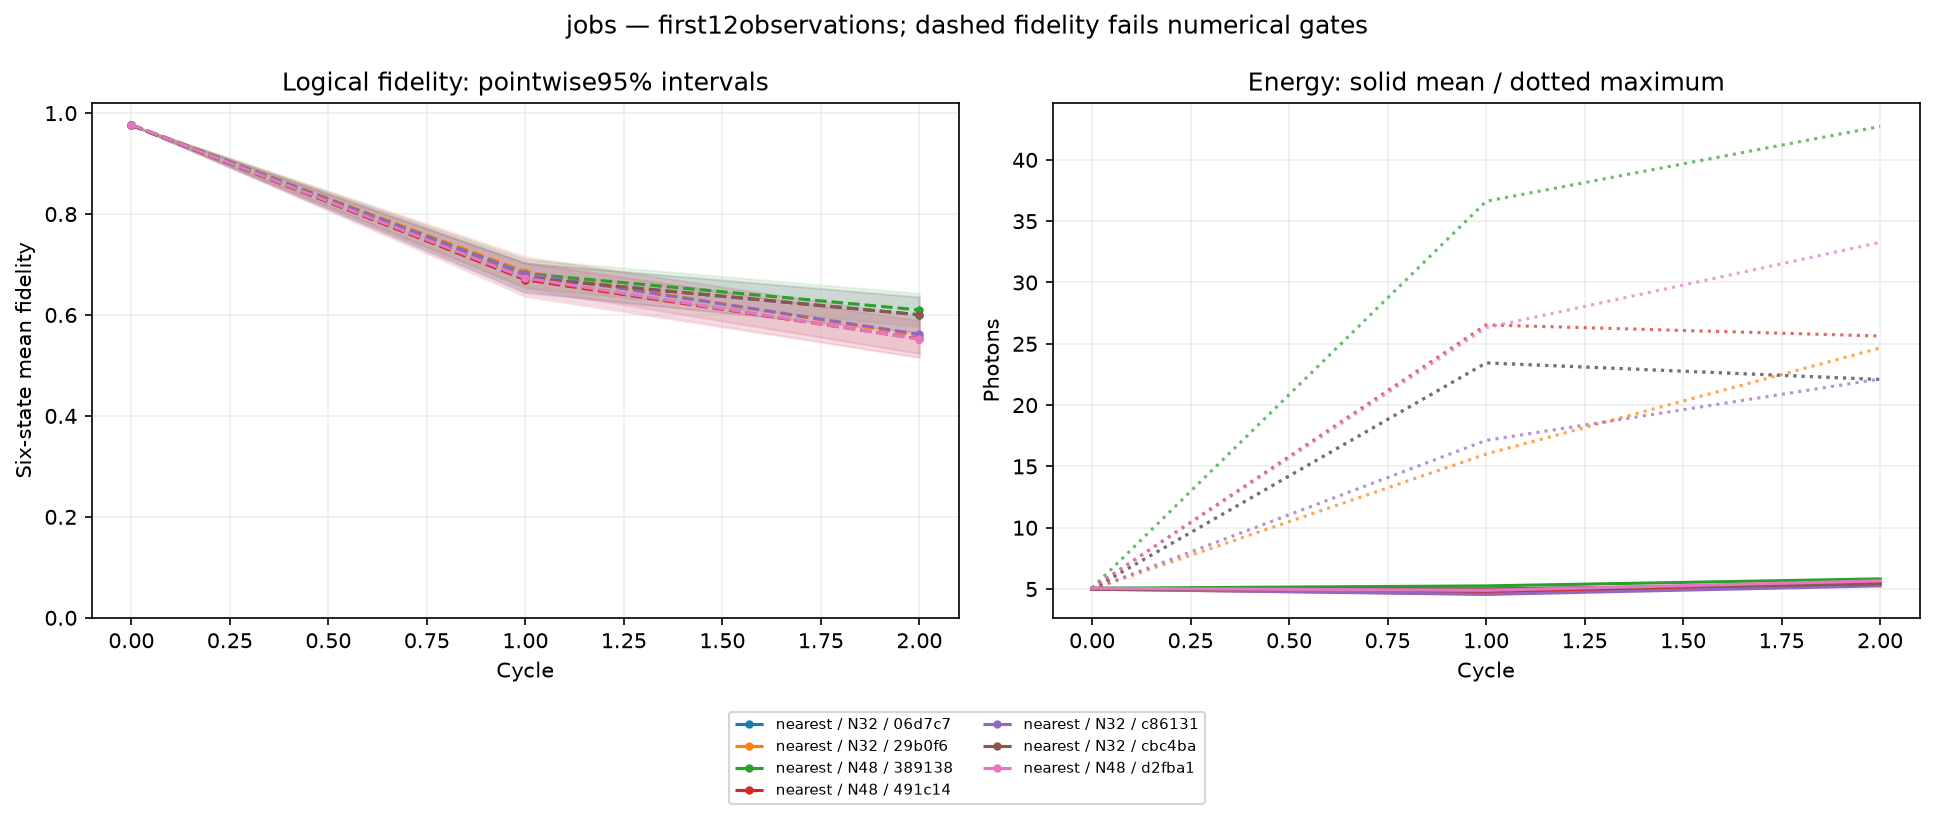 jobs — first12observations; dashed fidelity fails numerical gates
Logical fidelity: pointwise95% intervals
Six-state mean fidelity
1.0
0.8
0.6
0.4
0.2
0.0
0.00 0.25 0.50 0.75 1.00 1.25 1.50 1.75 2.00
Cycle
Energy: solid mean / dotted maximum
Photons
40
35
30
25
20
15
10
5
0.00 0.25 0.50 0.75 1.00 1.25 1.50 1.75 2.00
Cycle
nearest / N32 / 06d7c7
nearest / N32 / 29b0f6
nearest / N48 / 389138
nearest / N48 / 491c14
nearest / N32 / c86131
nearest / N32 / cbc4ba
nearest / N48 / d2fba1